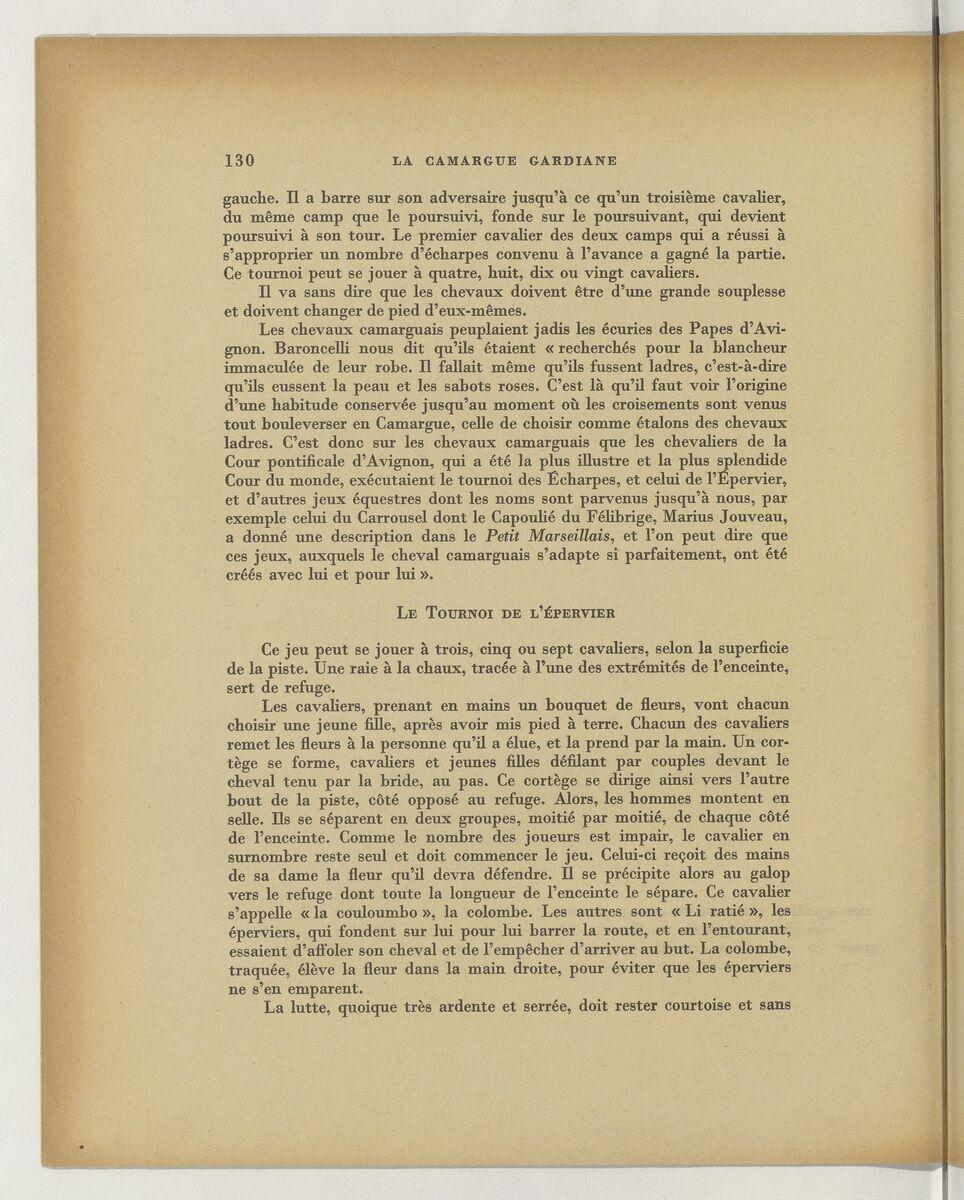 130
LA CAMARGUE GARDIANE
gauche. Il a barre sur son adversaire jusqu'à ce qu'un troisième cavalier,
du même camp que le poursuivi, fonde sur le poursuivant, qui devient
poursuivi à son tour. Le premier cavalier des deux camps qui a réussi à
s'approprier un nombre d'écharpes convenu à l'avance a gagné la partie.
Ce tournoi peut se jouer à quatre, huit, dix ou vingt cavaliers.
Il va sans dire que les chevaux doivent être d'une grande souplesse
et doivent changer de pied d'eux-mêmes.
Les chevaux camarguais peuplaient jadis les écuries des Papes d'Avi-
gnon. Baroncelli nous dit qu'ils étaient « recherchés pour la blancheur
immaculée de leur robe. Il fallait même qu'ils fussent ladres, c'est-à-dire
qu'ils eussent la peau et les sabots roses. C'est là qu'il faut voir l'origine
d'une habitude conservée jusqu'au moment où les croisements sont venus
tout bouleverser en Camargue, celle de choisir comme étalons des chevaux
ladres. C'est donc sur les chevaux camarguais que les chevaliers de la
Cour pontificale d'Avignon, qui a été la plus illustre et la plus splendide
Cour du monde, exécutaient le tournoi des Écharpes, et celui de l'Épervier,
et d'autres jeux équestres dont les noms sont parvenus jusqu'à nous, par
exemple celui du Carrousel dont le Capoulié du Félibrige, Marius Jouveau,
a donné une description dans le Petit Marseillais, et l'on peut dire que
ces jeux, auxquels le cheval camarguais s'adapte si parfaitement, ont été
créés avec lui et pour lui ».
LE TOURNOI DE L'ÉPERVIER
Ce jeu peut se jouer à trois, cinq ou sept cavaliers, selon la superficie
de la piste. Une raie à la chaux, tracée à l'une des extrémités de l'enceinte,
sert de refuge.
Les cavaliers, prenant en mains un bouquet de fleurs, vont chacun
choisir une jeune fille, après avoir mis pied à terre. Chacun des cavaliers
remet les fleurs à la personne qu'il a élue, et la prend par la main. Un cor-
tège se forme, cavaliers et jeunes filles défilant par couples devant le
cheval tenu par la bride, au pas. Ce cortège se dirige ainsi vers l'autre
bout de la piste, côté opposé au refuge. Alors, les hommes montent en
selle. Ils se séparent en deux groupes, moitié par moitié, de chaque côté
de l'enceinte. Comme le nombre des joueurs est impair, le cavalier en
surnombre reste seul et doit commencer le jeu. Celui-ci reçoit des mains
de sa dame la fleur qu'il devra défendre. Il se précipite alors au galop
vers le refuge dont toute la longueur de l'enceinte le sépare. Ce cavalier
s'appelle « la couloumbo », la colombe. Les autres sont « Li ratié », les
éperviers, qui fondent sur lui pour lui barrer la route, et en l'entourant,
essaient d'affoler son cheval et de l'empêcher d'arriver au but. La colombe,
traquée, élève la fleur dans la main droite, pour éviter que les éperviers
ne s'en emparent.
La lutte, quoique très ardente et serrée, doit rester courtoise et sans